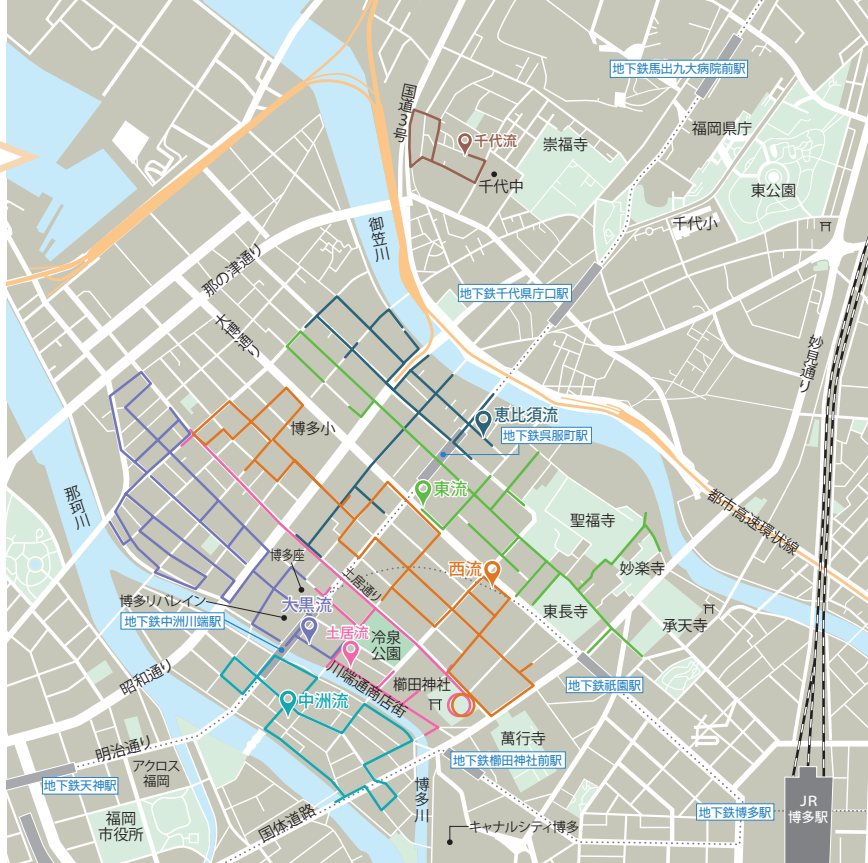 地下鉄馬出九大病院前駅
国道3号
千代流
崇福寺
福岡県庁
千代中
東公園
千代小
御笠川
那の津通り
地下鉄千代県庁口駅
大博通り
妙見通り
恵比須流
博多小
地下鉄呉服町駅
東流
那珂川
都市高速環状線
聖福寺
博多座
土居通り
西流
妙楽寺
博多リバレイン
大黒流
東長寺
承天寺
地下鉄中洲川端駅
土居流
冷泉
公園
昭和通り
川端通商店街
櫛田神社
地下鉄祇園駅
中洲流
萬行寺
明治通り
地下鉄櫛田神社前駅
アクロス
福岡
地下鉄天神駅
博多川
福岡
市役所
国体道路
キャナルシティ博多
地下鉄博多駅
JR
博多駅